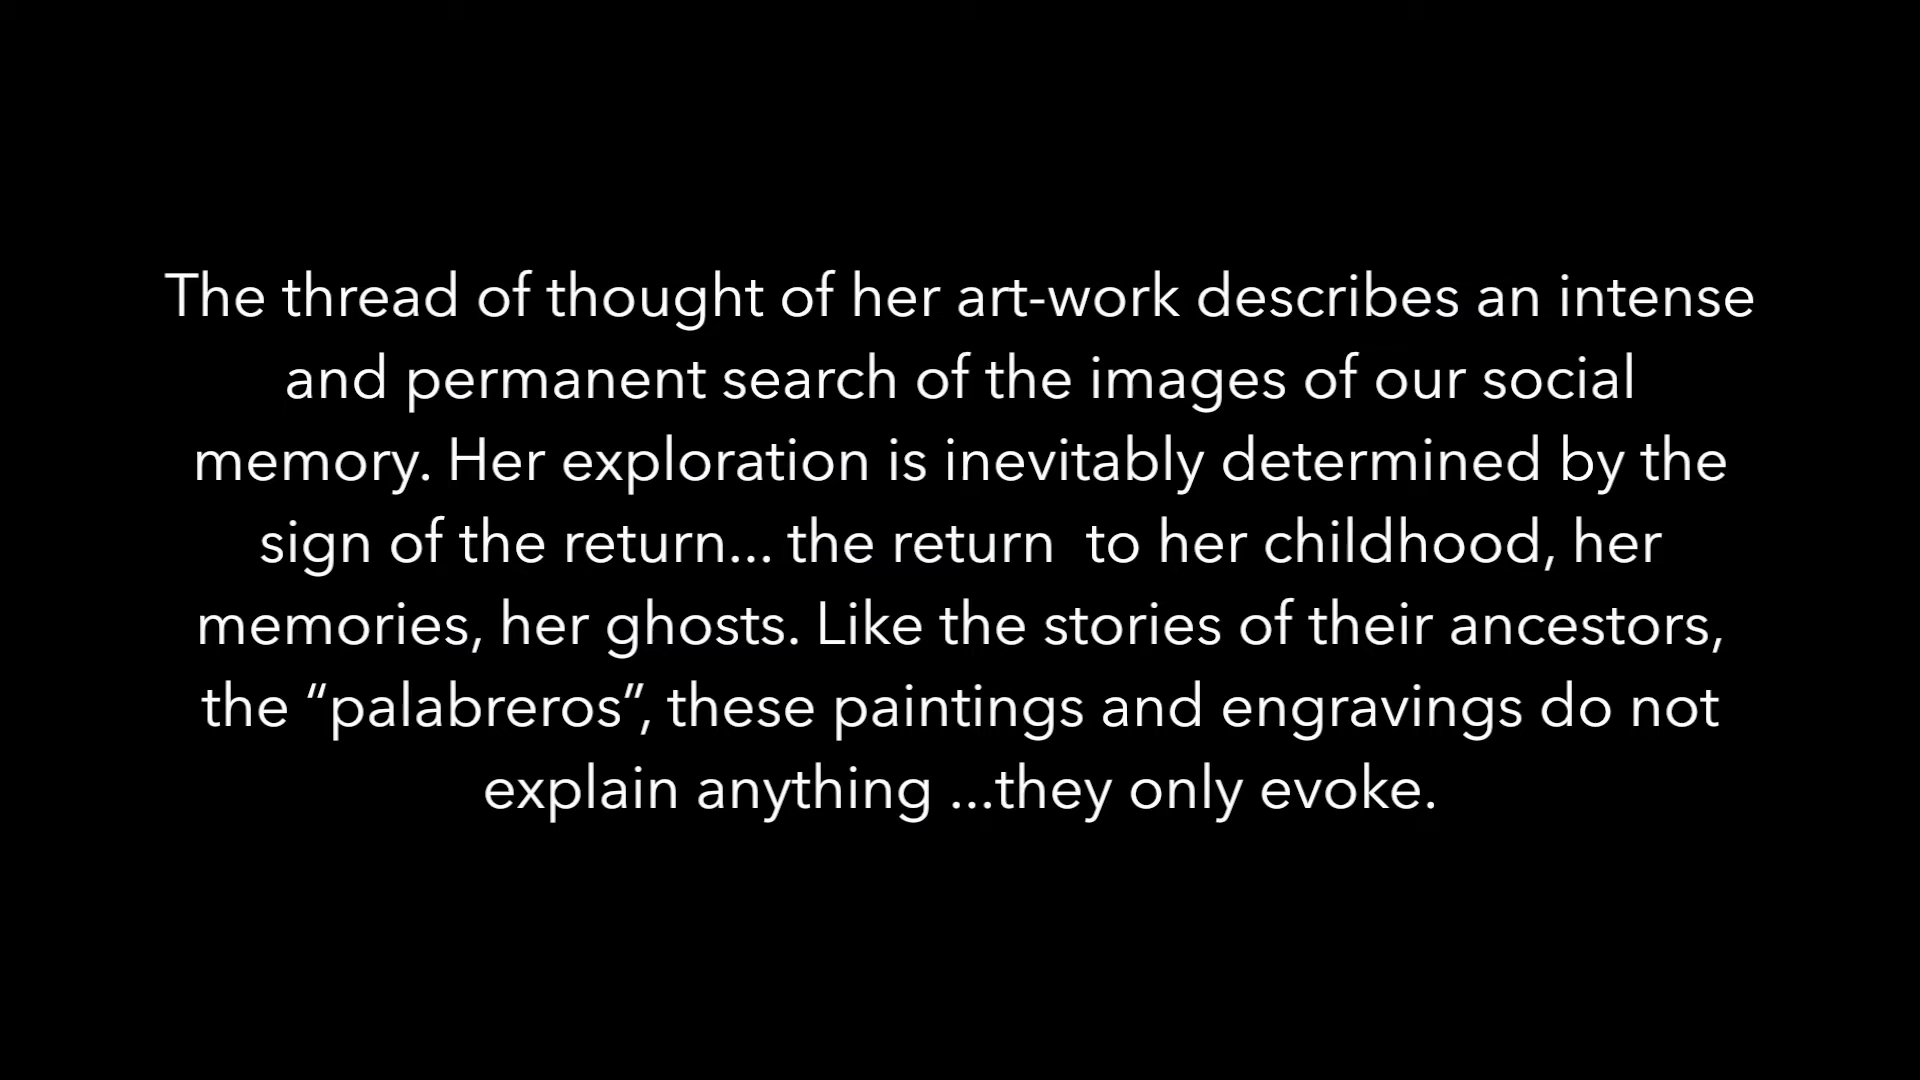 The thread of thought of her art-work describes an intense
and permanent search of the images of our social
memory. Her exploration is inevitably determined by the
sign of the return... the return  to her childhood, her
memories, her ghosts. Like the stories of their ancestors,
the “palabreros”, these paintings and engravings do not
explain anything ...they only evoke.